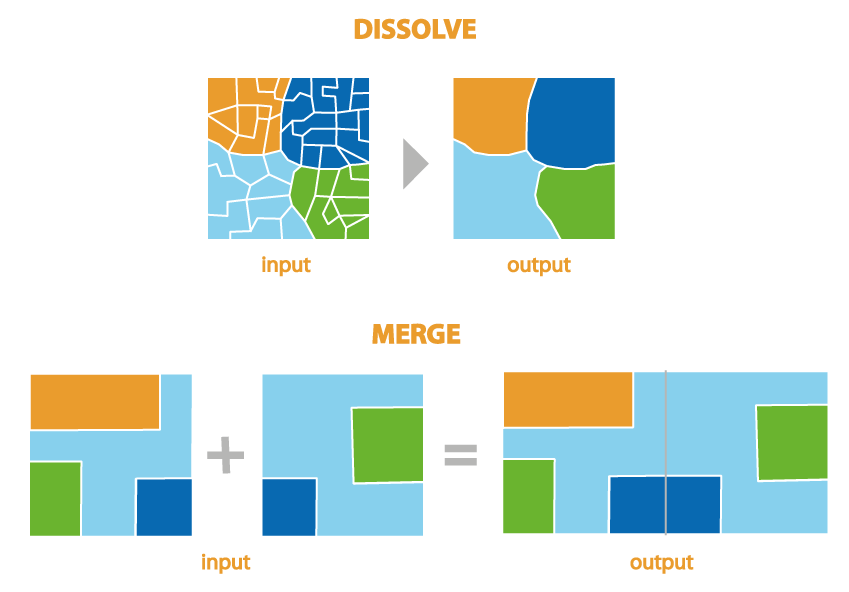 DISSOLVE
input
output
MERGE
input
output